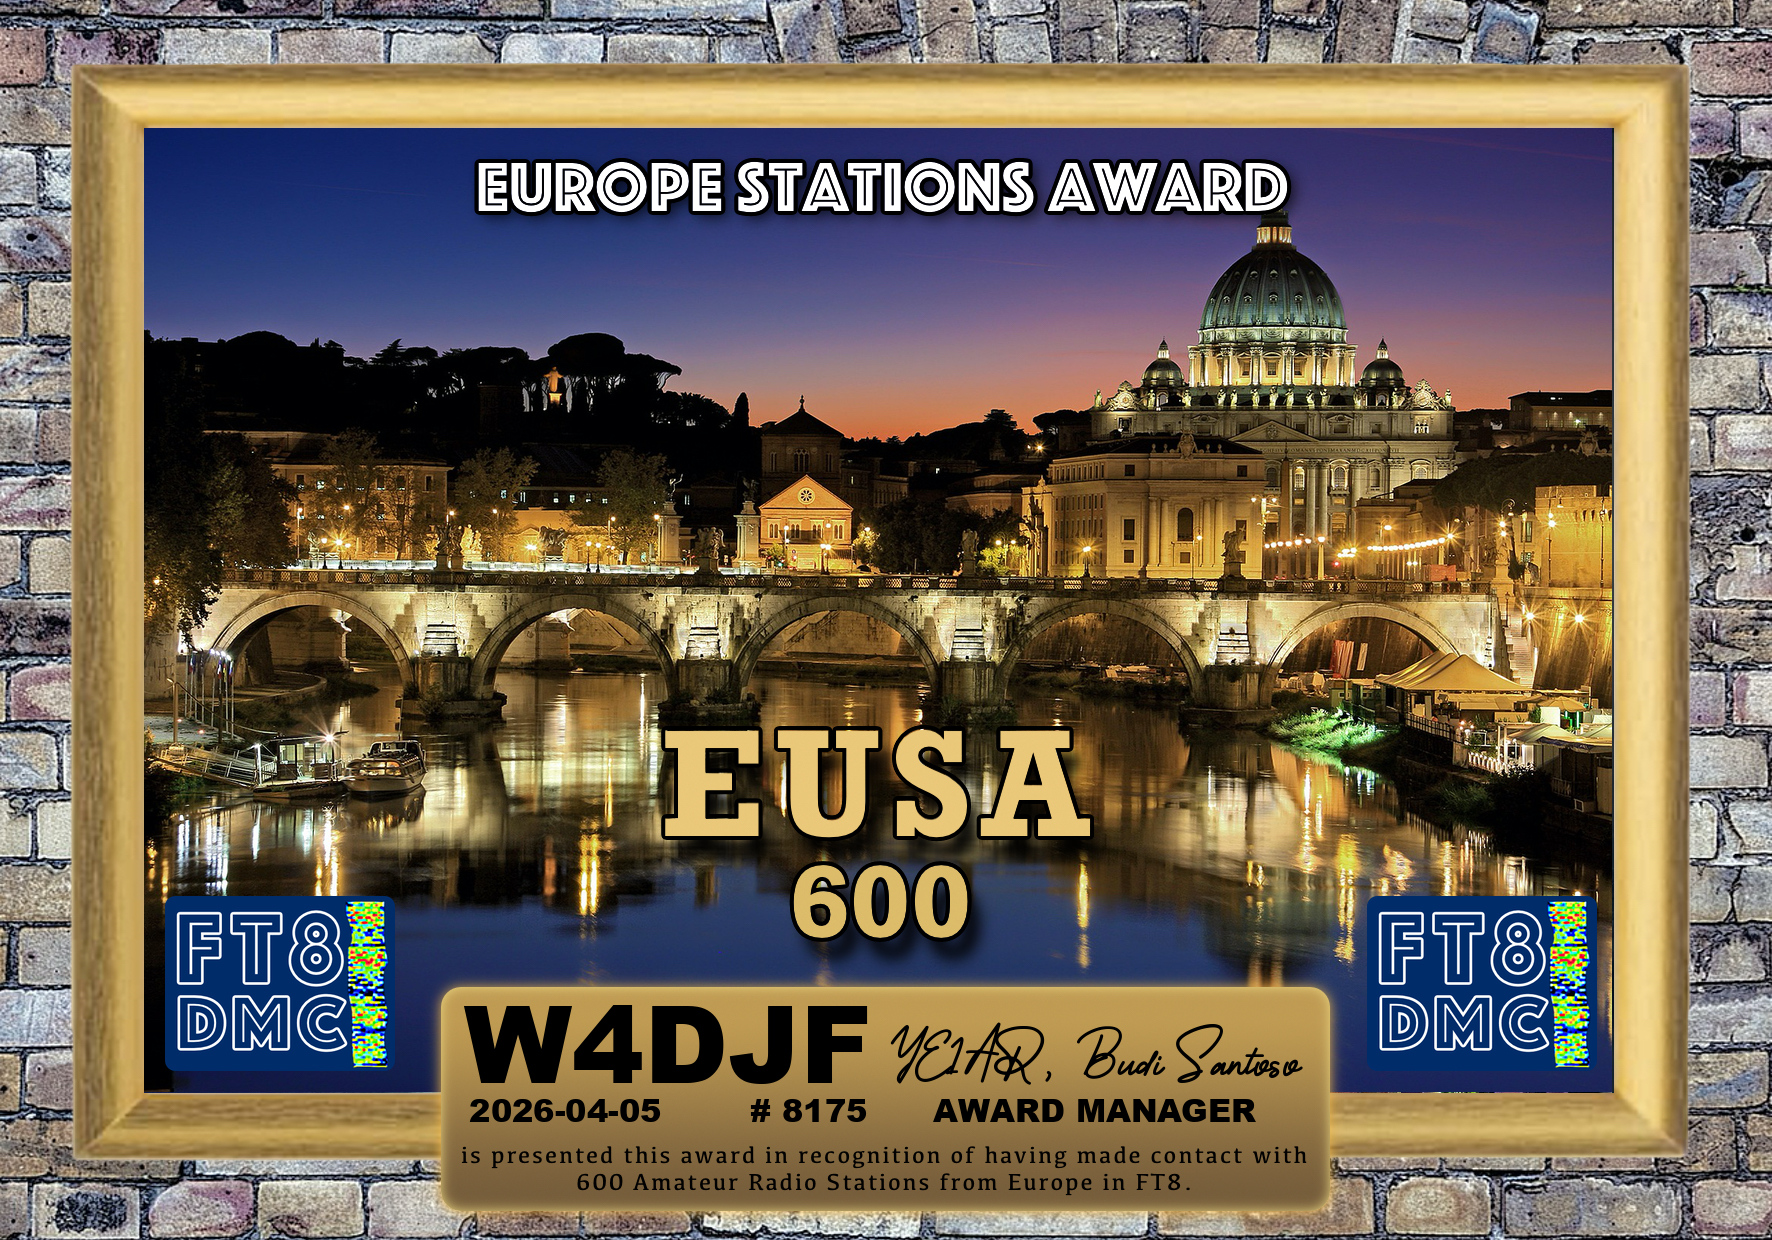 EUROPE STATIONS AWARD
EUSA
600
FT8
DMC
FT8
DMC
W4DJF
YE1AR, Budi Santoso
2026-04-05 # 8175 AWARD MANAGER
is presented this award in recognition of having made contact with
600 Amateur Radio Stations from Europe in FT8.